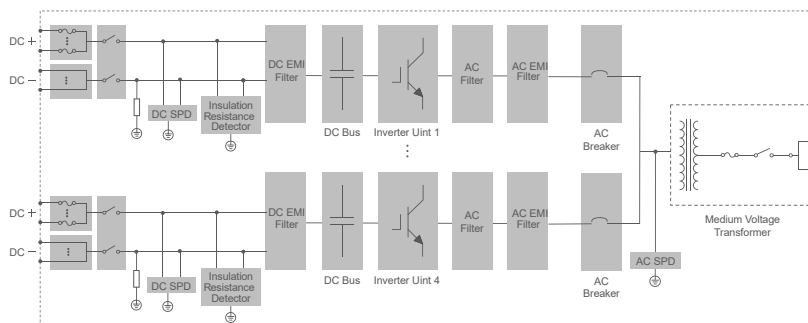 DC +
DC −
DC SPD
Insulation
Resistance
Detector
DC EMI
Filter
DC Bus
Inverter Uint 1
AC
Filter
AC EMI
Filter
AC
Breaker
Medium Voltage
Transformer
DC +
DC −
DC SPD
Insulation
Resistance
Detector
DC EMI
Filter
DC Bus
Inverter Uint 4
AC
Filter
AC EMI
Filter
AC
Breaker
AC SPD